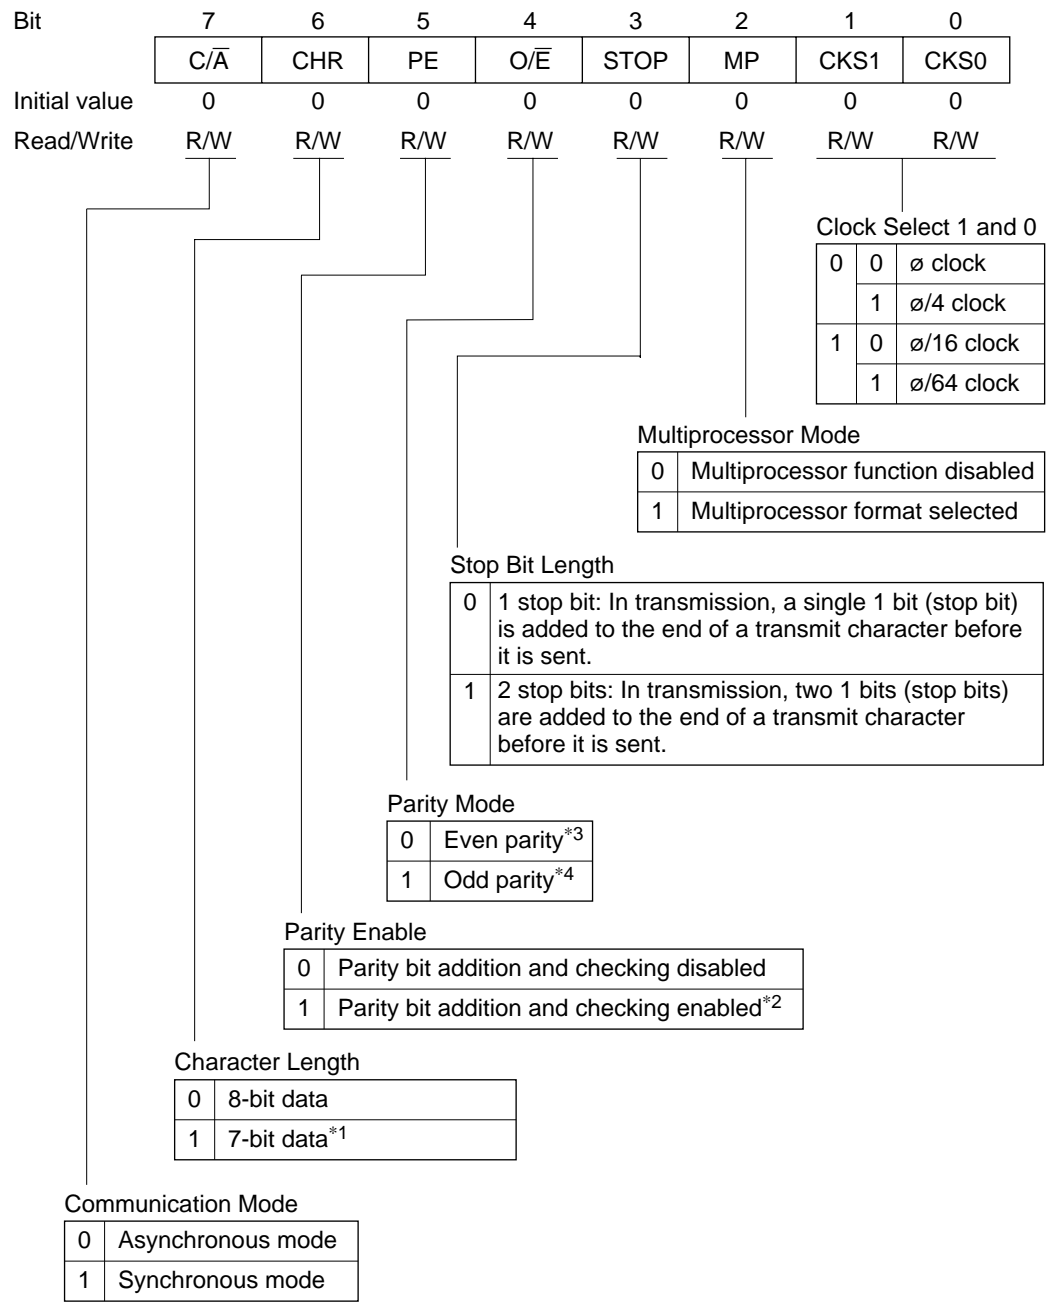 Bit 7 6 5 4 3 2 1 0
C/A̅ CHR PE O/E̅ STOP MP CKS1 CKS0
Initial value 0 0 0 0 0 0 0 0
Read/Write R/W R/W R/W R/W R/W R/W R/W R/W
Clock Select 1 and 0
0 0 ø clock
1 ø/4 clock
1 0 ø/16 clock
1 ø/64 clock
Multiprocessor Mode
0 Multiprocessor function disabled
1 Multiprocessor format selected
Stop Bit Length
0 1 stop bit: In transmission, a single 1 bit (stop bit)
is added to the end of a transmit character before
it is sent.
1 2 stop bits: In transmission, two 1 bits (stop bits)
are added to the end of a transmit character
before it is sent.
Parity Mode
0 Even parity*3
1 Odd parity*4
Parity Enable
0 Parity bit addition and checking disabled
1 Parity bit addition and checking enabled*2
Character Length
0 8-bit data
1 7-bit data*1
Communication Mode
0 Asynchronous mode
1 Synchronous mode